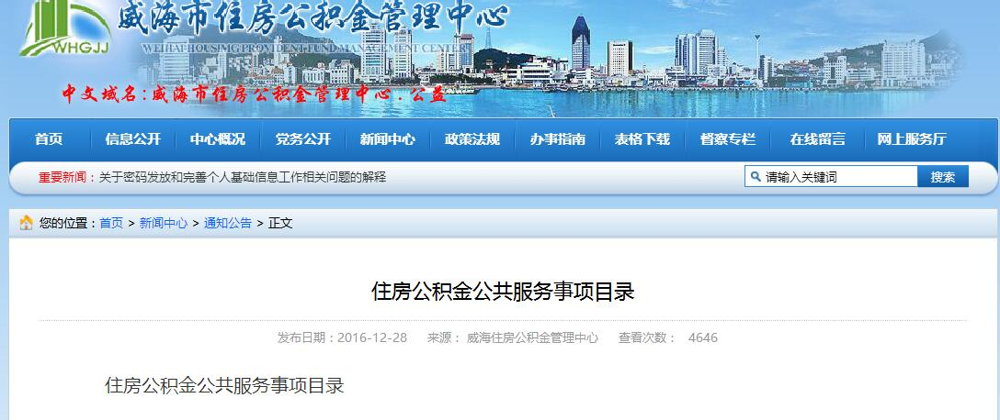 威海市住房公积金管理中心
WHGJJ
WEIHAI HOUSING PROVIDENT FUND MANAGEMENT CENTER
中文域名:威海市住房公积金管理中心.公益
首页 信息公开 中心概况 党务公开 新闻中心 政策法规 办事指南 表格下载 督察专栏 在线留言 网上服务厅
重要新闻：关于密码发放和完善个人基础信息工作相关问题的解释 请输入关键词 搜索
您的位置：首页 > 新闻中心 > 通知公告 > 正文
住房公积金公共服务事项目录
发布日期：2016-12-28 来源： 威海住房公积金管理中心 查看次数： 4646
住房公积金公共服务事项目录